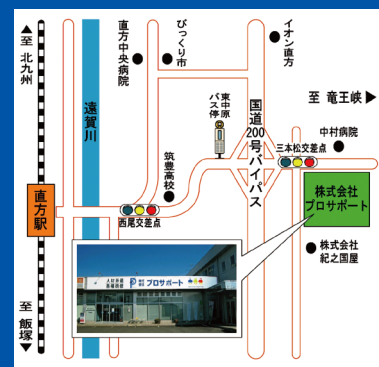 ▲至 北九州
直方中央病院
びっくり市
イオン直方
至 竜王峡▶
東中原
バス停
国道200号バイパス
中村病院
三本松交差点
遠賀川
筑豊高校
株式会社
プロサポート
直方駅
西尾交差点
株式会社
紀之国屋
プロサポート
至 飯塚▼